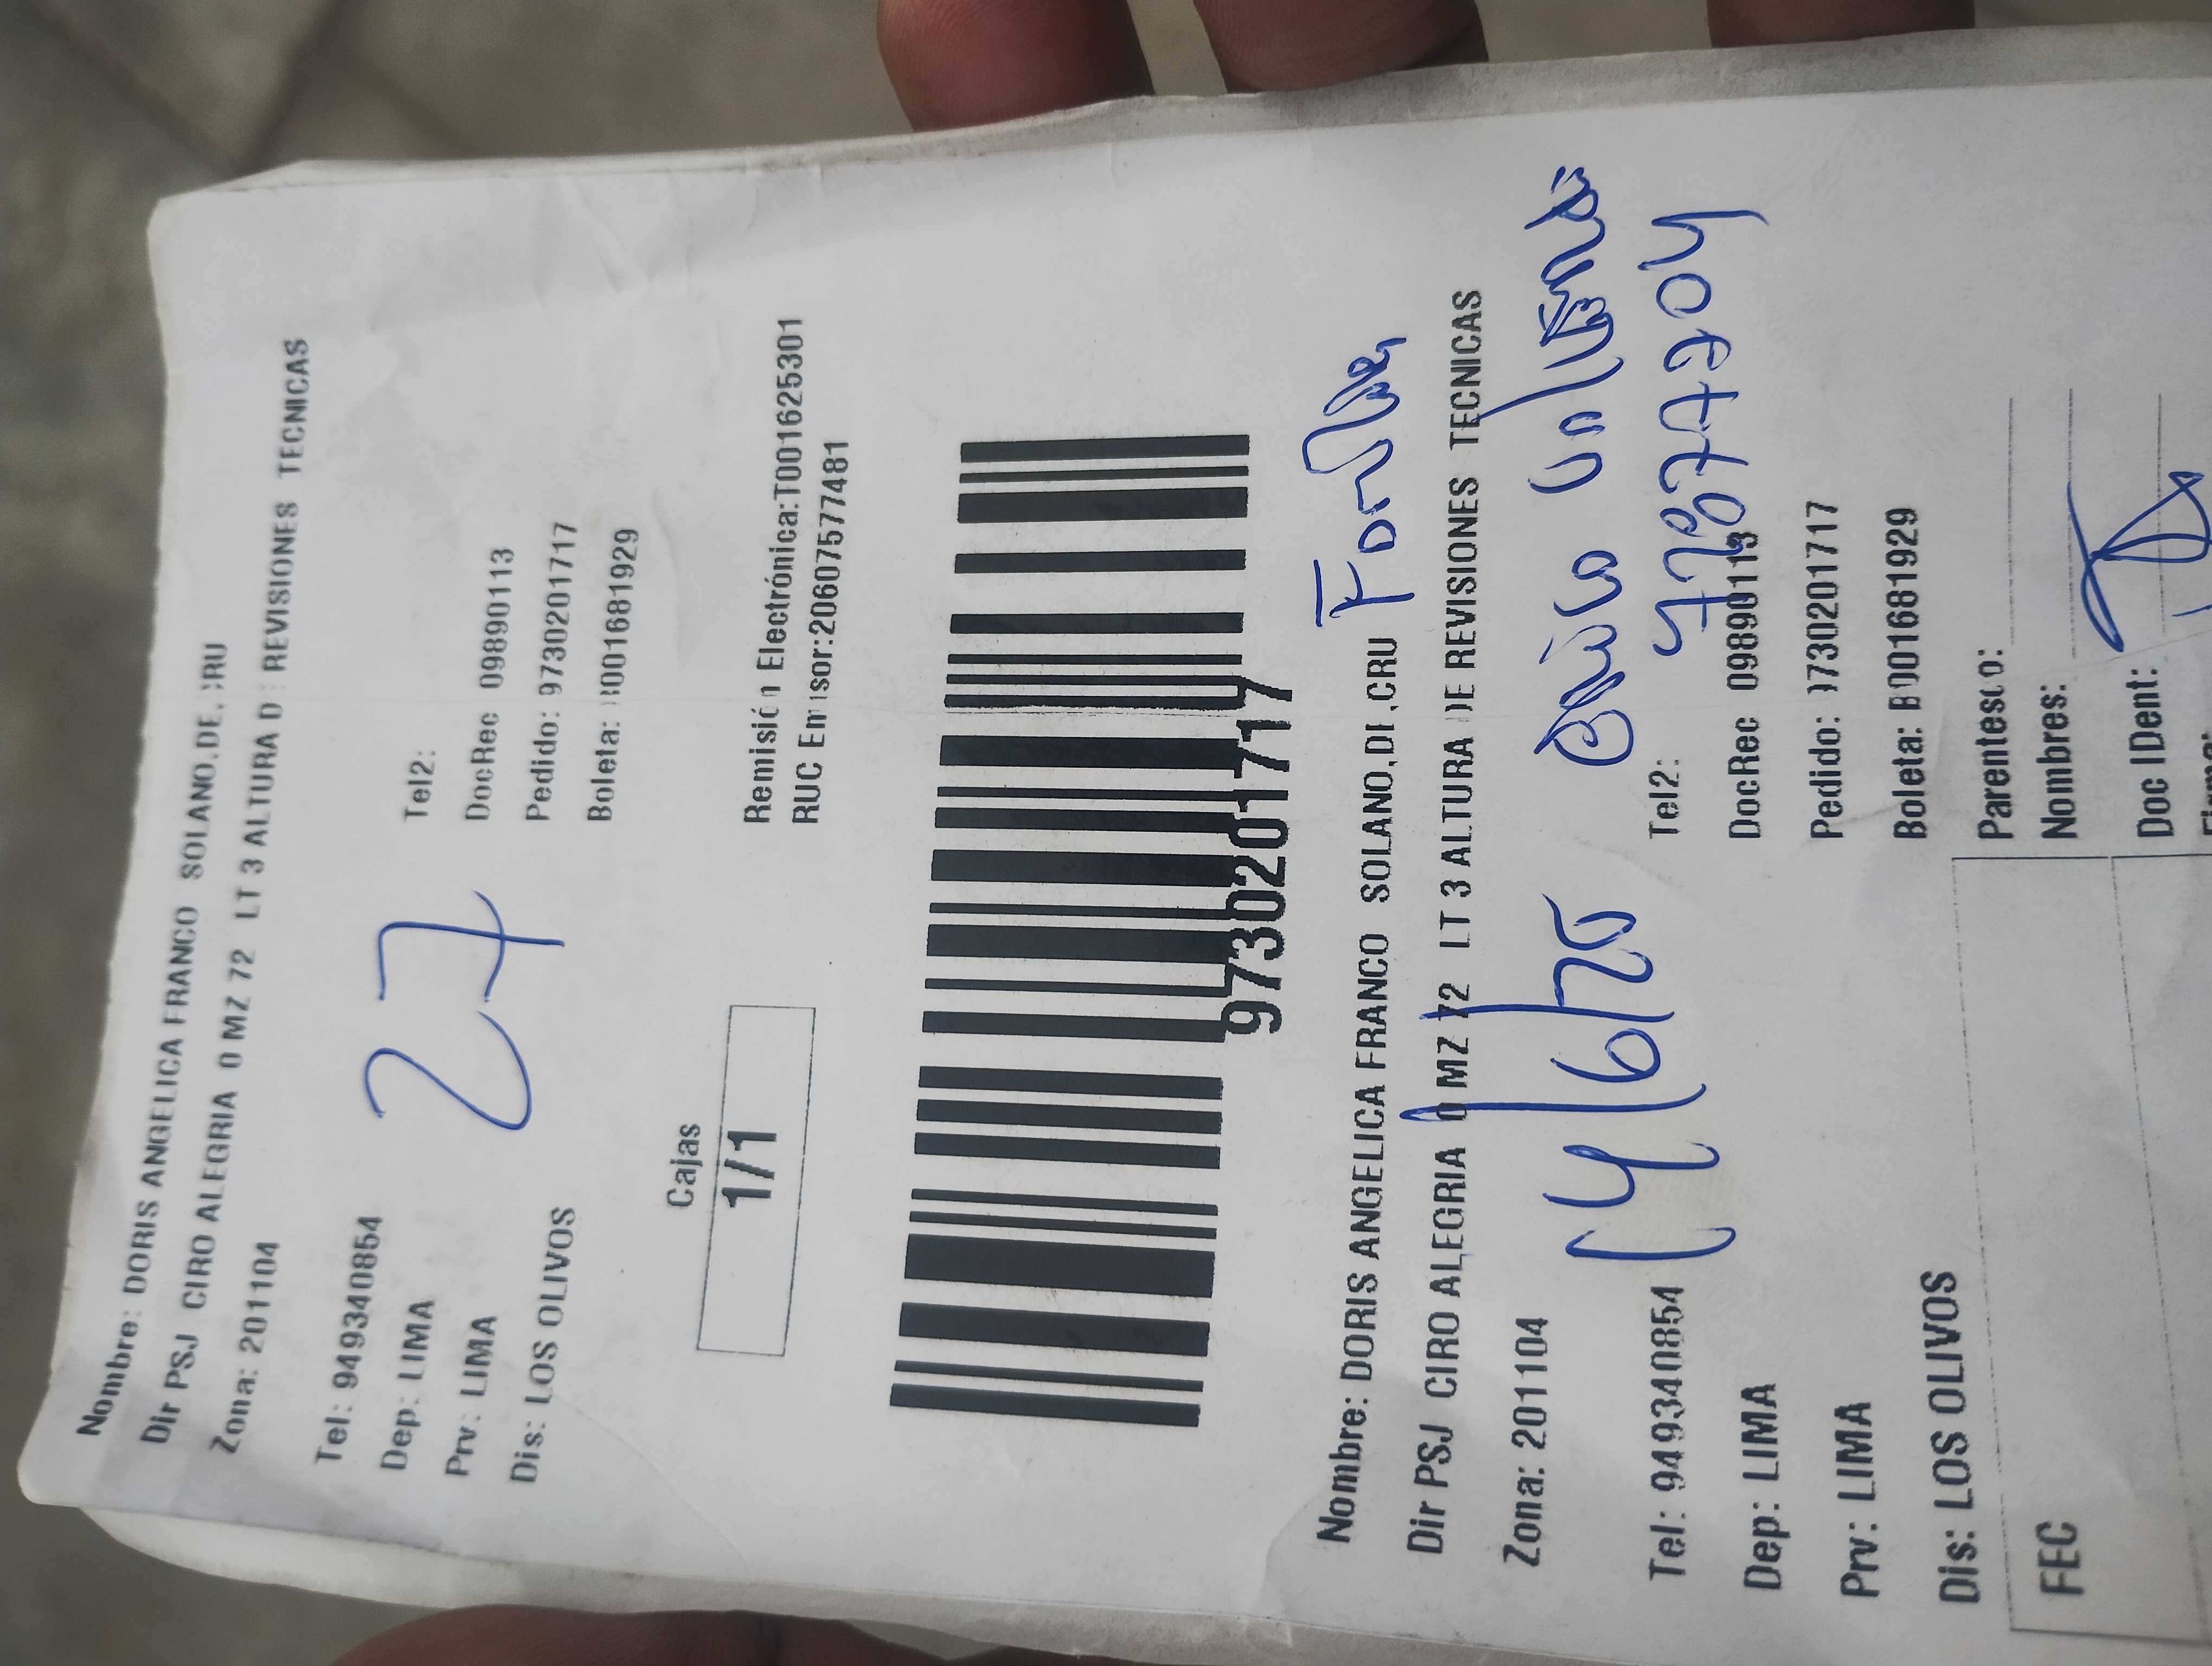 Nombre: DORIS ANGELICA FRANCO SOLANO.DE. :RU
Dir PSJ CIRO ALEGRIA 0 MZ 72 LT 3 ALTURA D REVISIONES TECNICAS
Zona: 201104
Tel: 949340854 Tel2:
Dep: LIMA DocRec 09890113
Prv: LIMA Pedido: 9730201717
Dis: LOS OLIVOS Boleta: 001681929
27
Cajas
1/1
Remisión Electrónica:T001625301
RUC Emisor:20607577481
9730201717
Nombre: DORIS ANGELICA FRANCO SOLANO.DE.CRU
Dir PSJ CIRO ALEGRIA 0 MZ 72 LT 3 ALTURA DE REVISIONES TECNICAS
Zona: 201104
14/6/25
Tel: 949340854 Tel2:
Dep: LIMA DocRec 09890113
Prv: LIMA Pedido: 9730201717
Dis: LOS OLIVOS Boleta: B001681929
FEC
Parentesco:
Nombres:
Doc IDent: